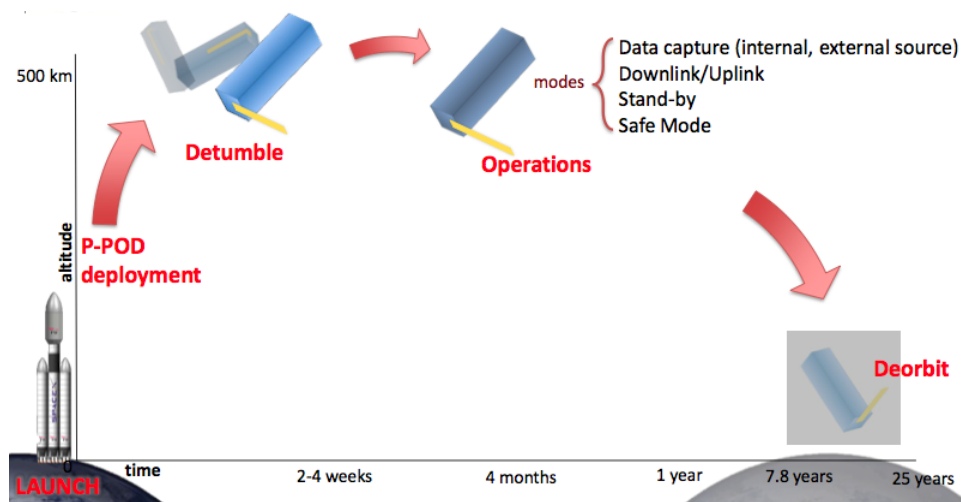 500 km
Data capture (internal, external source)
modes
Downlink/Uplink
Stand-by
Safe Mode
Detumble
Operations
altitude
P-POD
deployment
Deorbit
SPACEX
0
LAUNCH
time
2-4 weeks
4 months
1 year
7.8 years
25 years